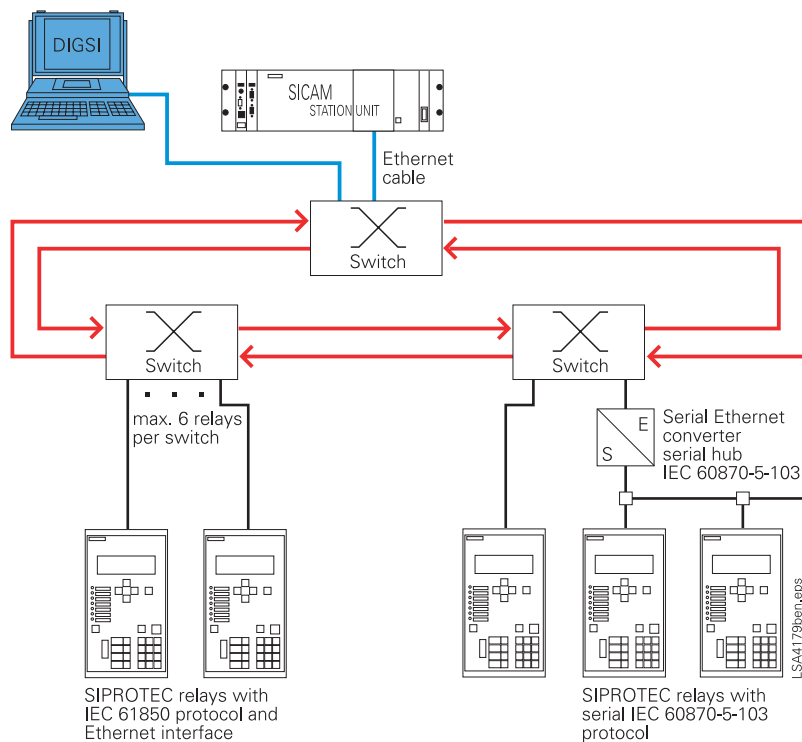 DIGSI
SICAM
STATION UNIT
Ethernet
cable
Switch
Switch
Switch
max. 6 relays
per switch
E
S
Serial Ethernet
converter
serial hub
IEC 60870-5-103
SIPROTEC relays with
IEC 61850 protocol and
Ethernet interface
SIPROTEC relays with
serial IEC 60870-5-103
protocol
LSA4179ben.eps